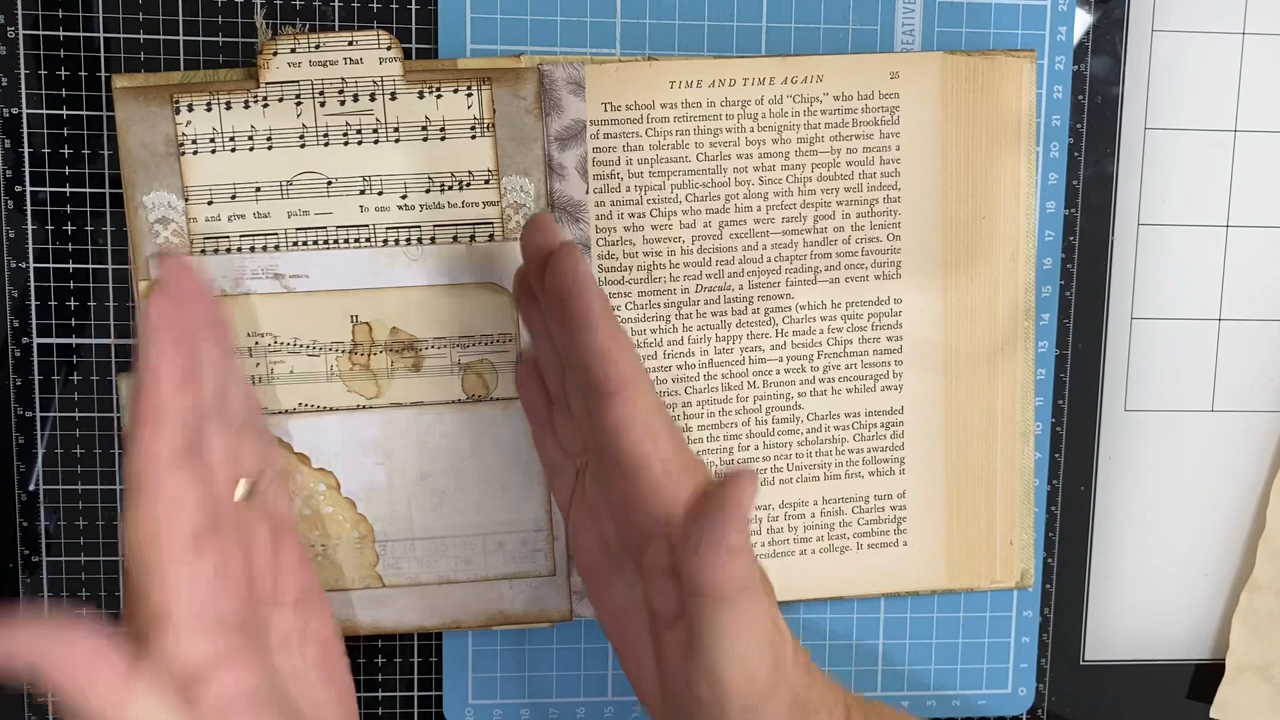 ver tongue That prove
rn and give that palm To one who yields be-fore your
II.
Allegro.
CREATIVE
TIME AND TIME AGAIN 25
The school was then in charge of old “Chips,” who had been
summoned from retirement to plug a hole in the wartime shortage
of masters. Chips ran things with a benignity that made Brookfield
more than tolerable to several boys who might otherwise have
found it unpleasant. Charles was among them—by no means a
misfit, but temperamentally not what many people would have
called a typical public-school boy. Since Chips doubted that such
an animal existed, Charles got along with him very well indeed,
and it was Chips who made him a prefect despite warnings that
boys who were bad at games were rarely good in authority.
Charles, however, proved excellent—somewhat on the lenient
side, but wise in his decisions and a steady handler of crises. On
Sunday nights he would read aloud a chapter from some favourite
blood-curdler; he read well and enjoyed reading, and once, during
tense moment in Dracula, a listener fainted—an event which
ve Charles singular and lasting renown.
Considering that he was bad at games (which he pretended to
but which he actually detested), Charles was quite popular
okfield and fairly happy there. He made a few close friends
yed friends in later years, and besides Chips there was
master who influenced him—a young Frenchman named
who visited the school once a week to give art lessons to
trics. Charles liked M. Brunon and was encouraged by
op an aptitude for painting, so that he whiled away
nt hour in the school grounds.
le members of his family, Charles was intended
hen the time should come, and it was Chips again
entering for a history scholarship. Charles did
ip, but came so near to it that he was awarded
ter the University in the following
did not claim him first, which it
war, despite a heartening turn of
ely far from a finish. Charles was
nd that by joining the Cambridge
r a short time at least, combine the
residence at a college. It seemed a